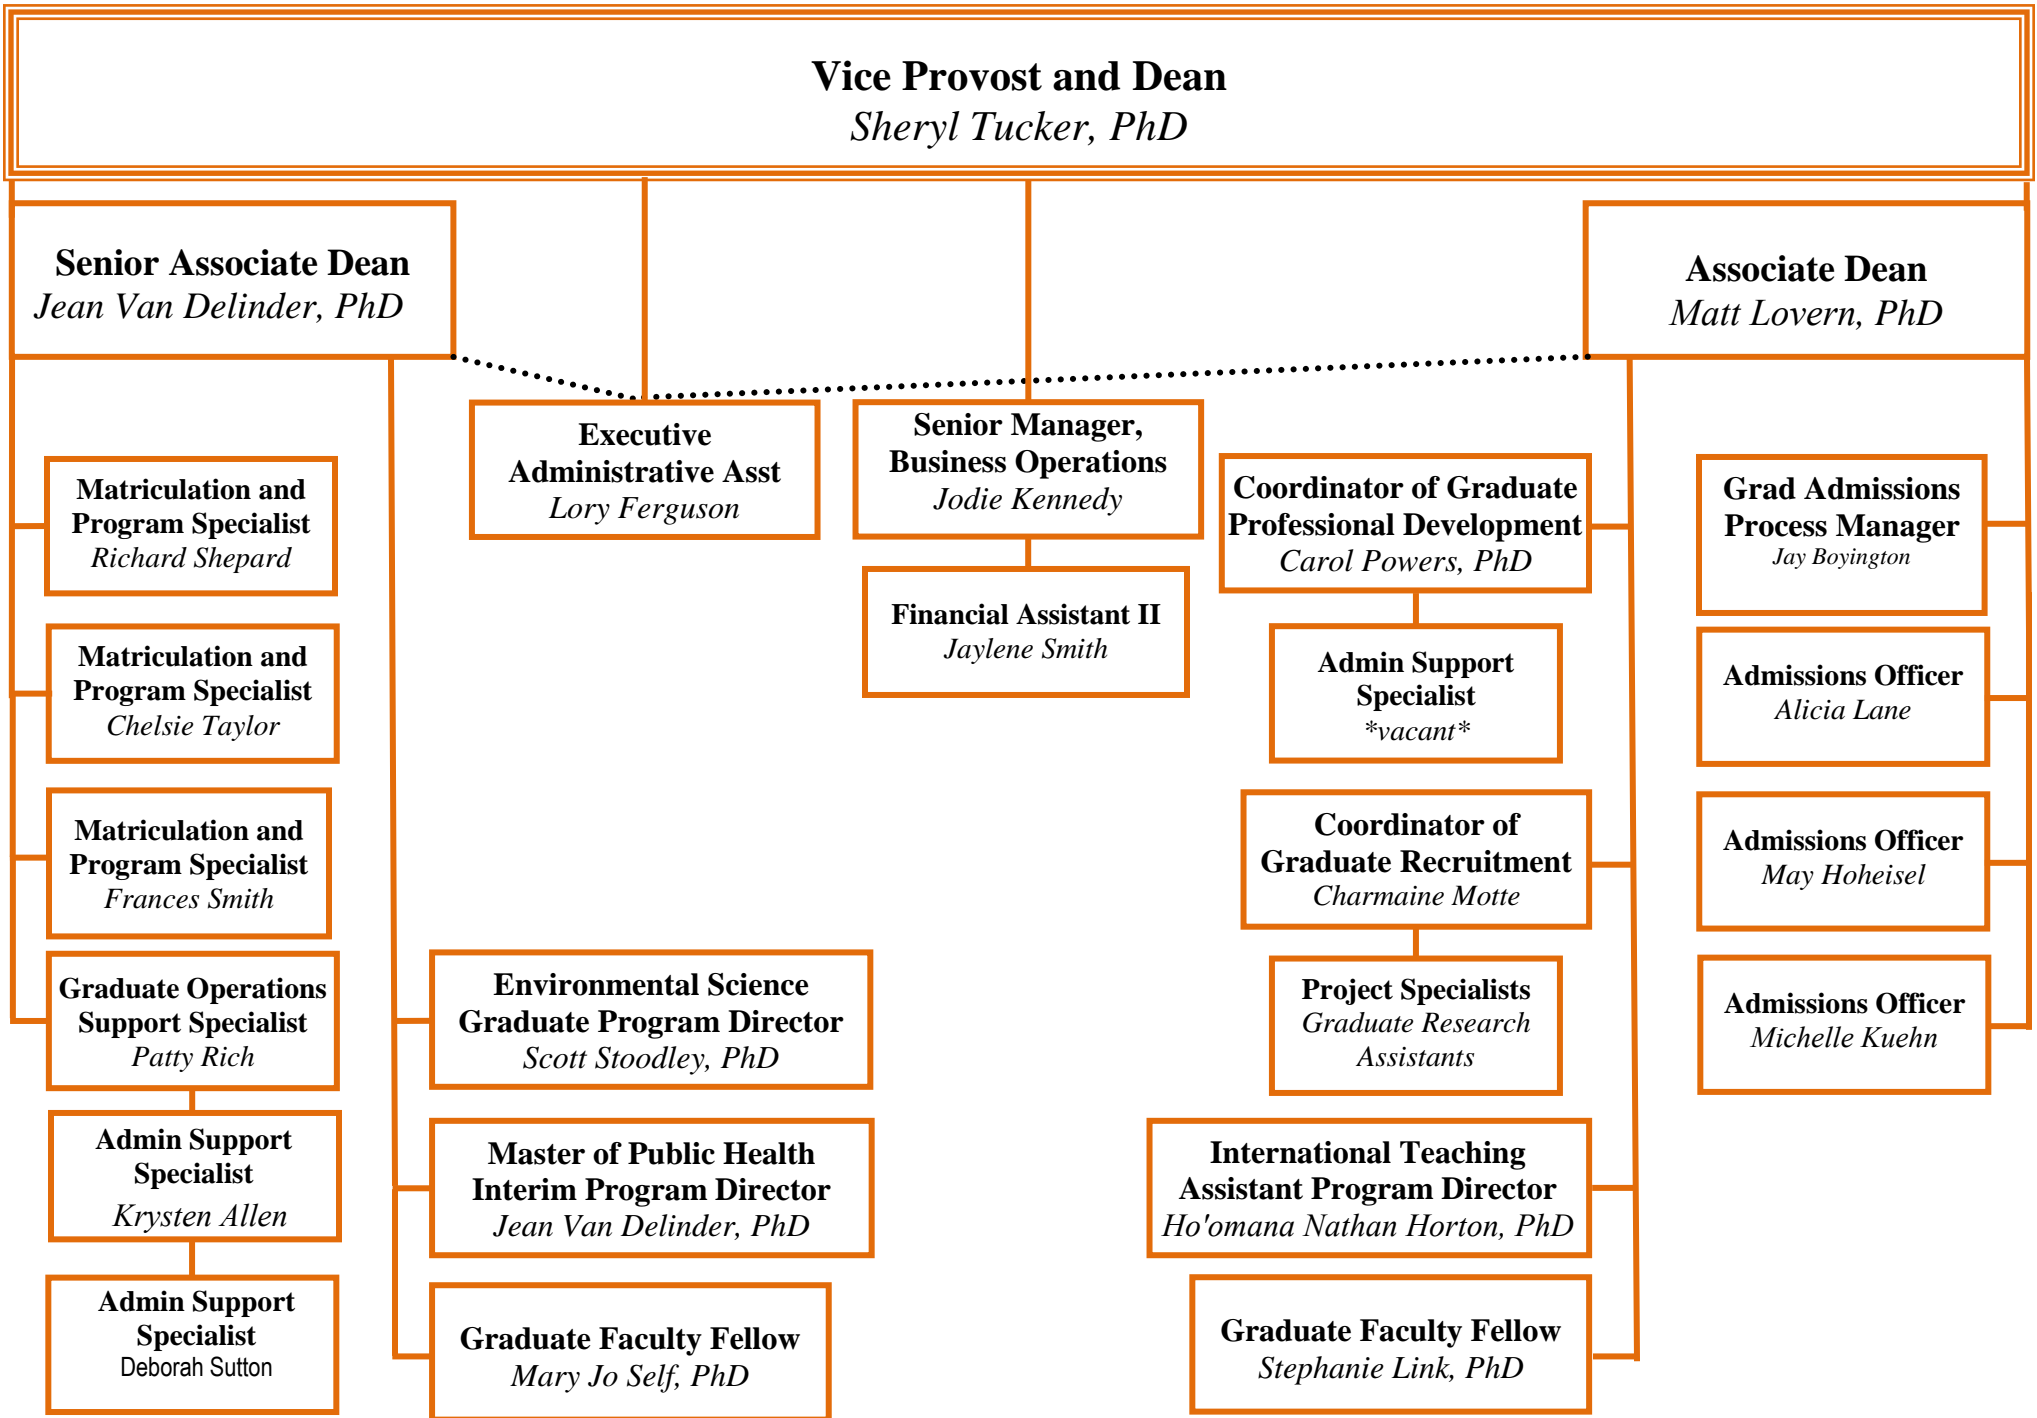 Vice Provost and Dean
Sheryl Tucker, PhD
Senior Associate Dean
Jean Van Delinder, PhD
Associate Dean
Matt Lovern, PhD
Executive
Administrative Asst
Lory Ferguson
Senior Manager,
Business Operations
Jodie Kennedy
Financial Assistant II
Jaylene Smith
Matriculation and
Program Specialist
Richard Shepard
Matriculation and
Program Specialist
Chelsie Taylor
Matriculation and
Program Specialist
Frances Smith
Graduate Operations
Support Specialist
Patty Rich
Admin Support
Specialist
Krysten Allen
Admin Support
Specialist
Deborah Sutton
Environmental Science
Graduate Program Director
Scott Stoodley, PhD
Master of Public Health
Interim Program Director
Jean Van Delinder, PhD
Graduate Faculty Fellow
Mary Jo Self, PhD
Coordinator of Graduate
Professional Development
Carol Powers, PhD
Admin Support
Specialist
*vacant*
Coordinator of
Graduate Recruitment
Charmaine Motte
Project Specialists
Graduate Research
Assistants
International Teaching
Assistant Program Director
Ho'omana Nathan Horton, PhD
Graduate Faculty Fellow
Stephanie Link, PhD
Grad Admissions
Process Manager
Jay Boyington
Admissions Officer
Alicia Lane
Admissions Officer
May Hoheisel
Admissions Officer
Michelle Kuehn